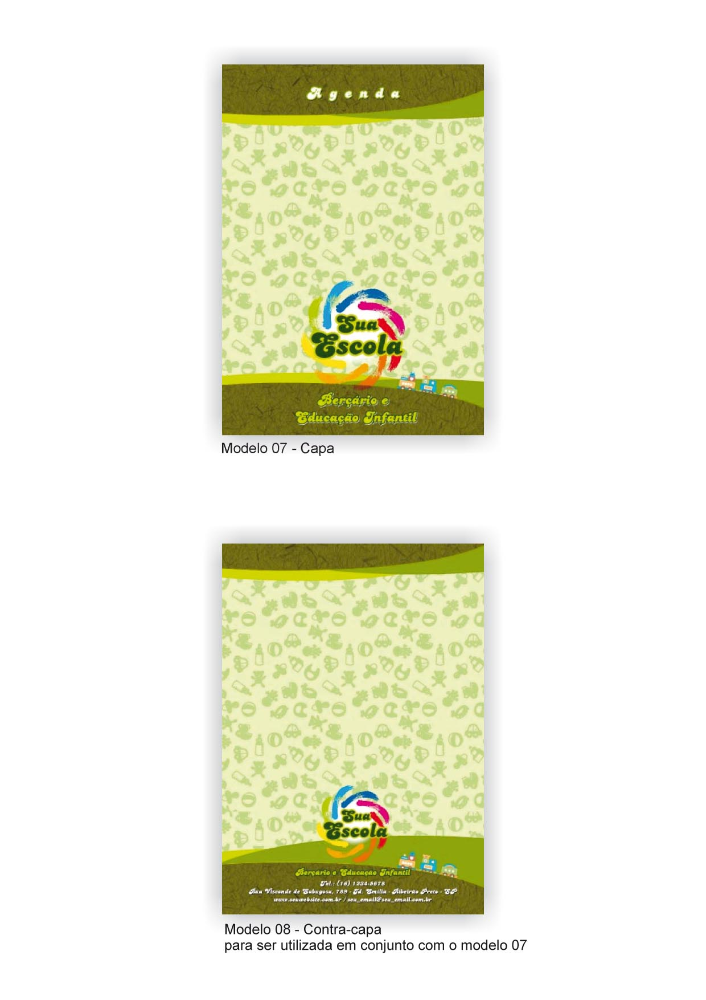 Agenda
Sua
Escola
Berçário e
Educação Infantil
Modelo 07 - Capa
Sua
Escola
Berçário e Educação Infantil
Tel.: (16) 1234-5678
Rua Visconde de Sabugosa, 789 - Jd. Emília - Ribeirão Preto - SP
www.seuwebsite.com.br / seu_email@seu_email.com.br
Modelo 08 - Contra-capa
para ser utilizada em conjunto com o modelo 07